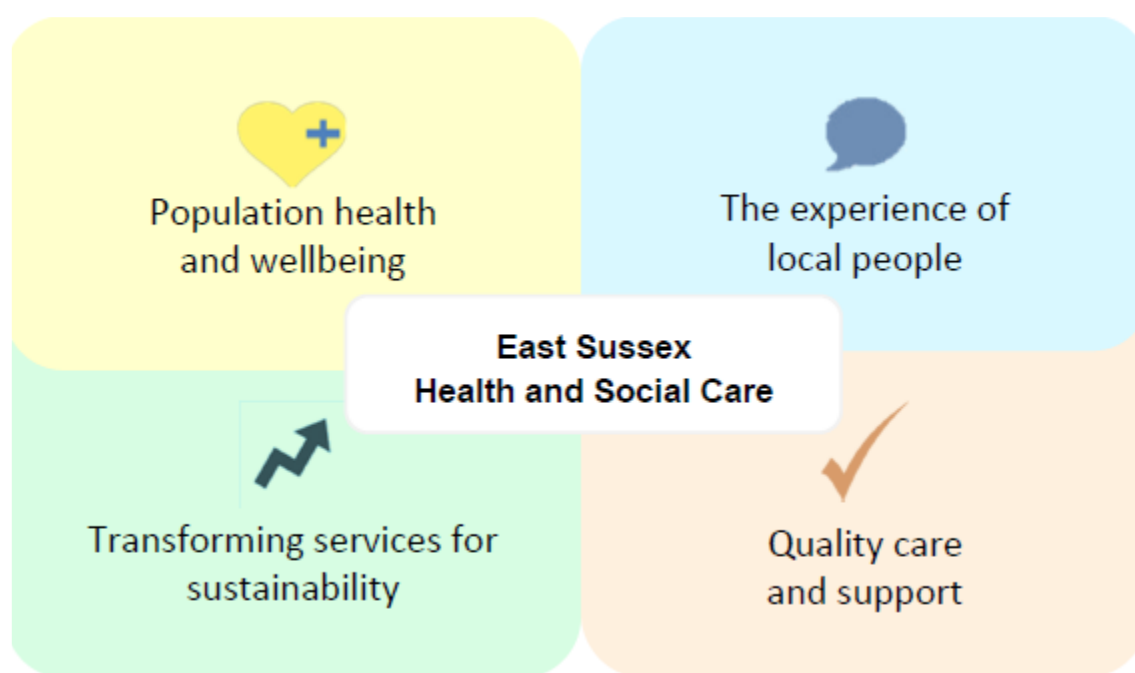 Population health
and wellbeing
The experience of
local people
East Sussex
Health and Social Care
Transforming services for
sustainability
Quality care
and support